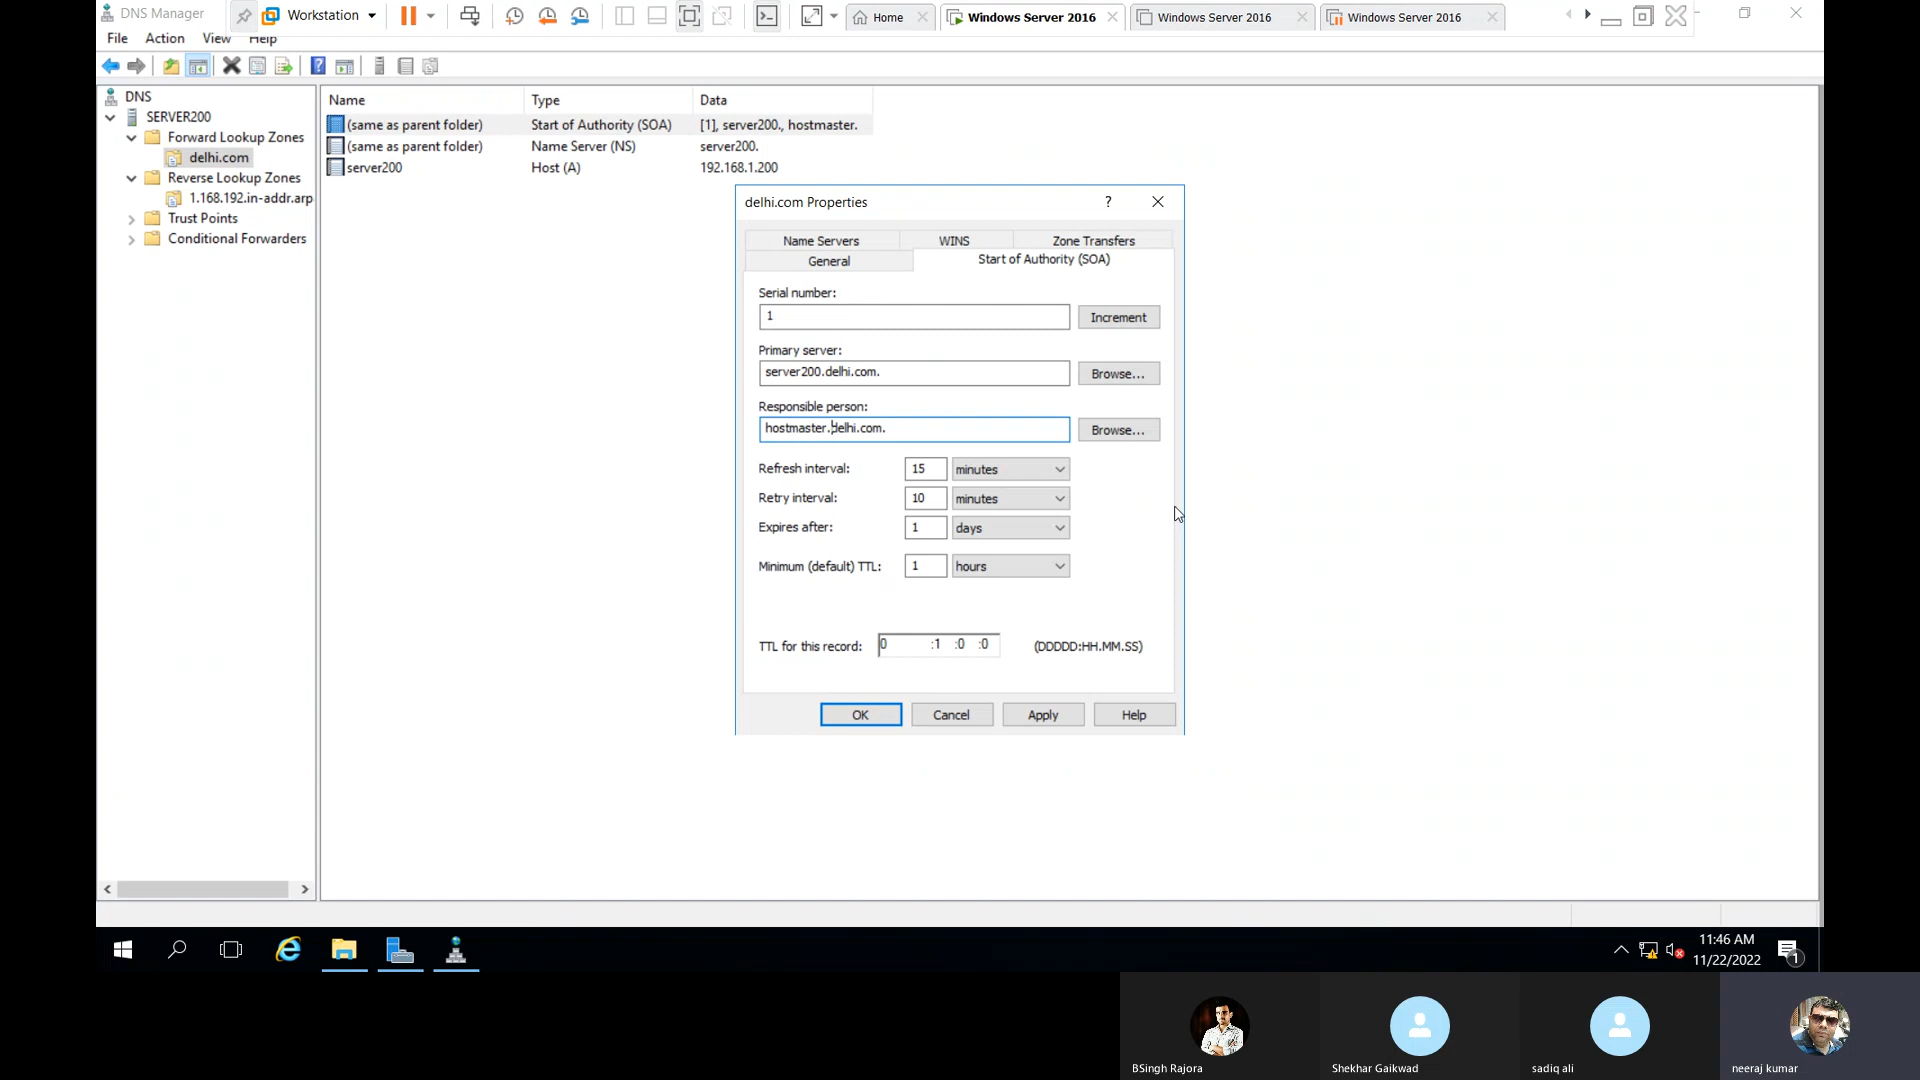 DNS Manager
Workstation
Home
Windows Server 2016
Windows Server 2016
Windows Server 2016
File Action View Help
DNS
SERVER200
Forward Lookup Zones
delhi.com
Reverse Lookup Zones
1.168.192.in-addr.arp
Trust Points
Conditional Forwarders
Name Type Data
(same as parent folder) Start of Authority (SOA) [1], server200., hostmaster.
(same as parent folder) Name Server (NS) server200.
server200 Host (A) 192.168.1.200
delhi.com Properties ?
Name Servers WINS Zone Transfers
General Start of Authority (SOA)
Serial number:
1 Increment
Primary server:
server200.delhi.com. Browse...
Responsible person:
hostmaster.delhi.com. Browse...
Refresh interval: 15 minutes
Retry interval: 10 minutes
Expires after: 1 days
Minimum (default) TTL: 1 hours
TTL for this record: 0 :1 :0 :0 (DDDDD:HH.MM.SS)
OK Cancel Apply Help
11:46 AM
11/22/2022
1
BSingh Rajora
Shekhar Gaikwad
sadiq ali
neeraj kumar